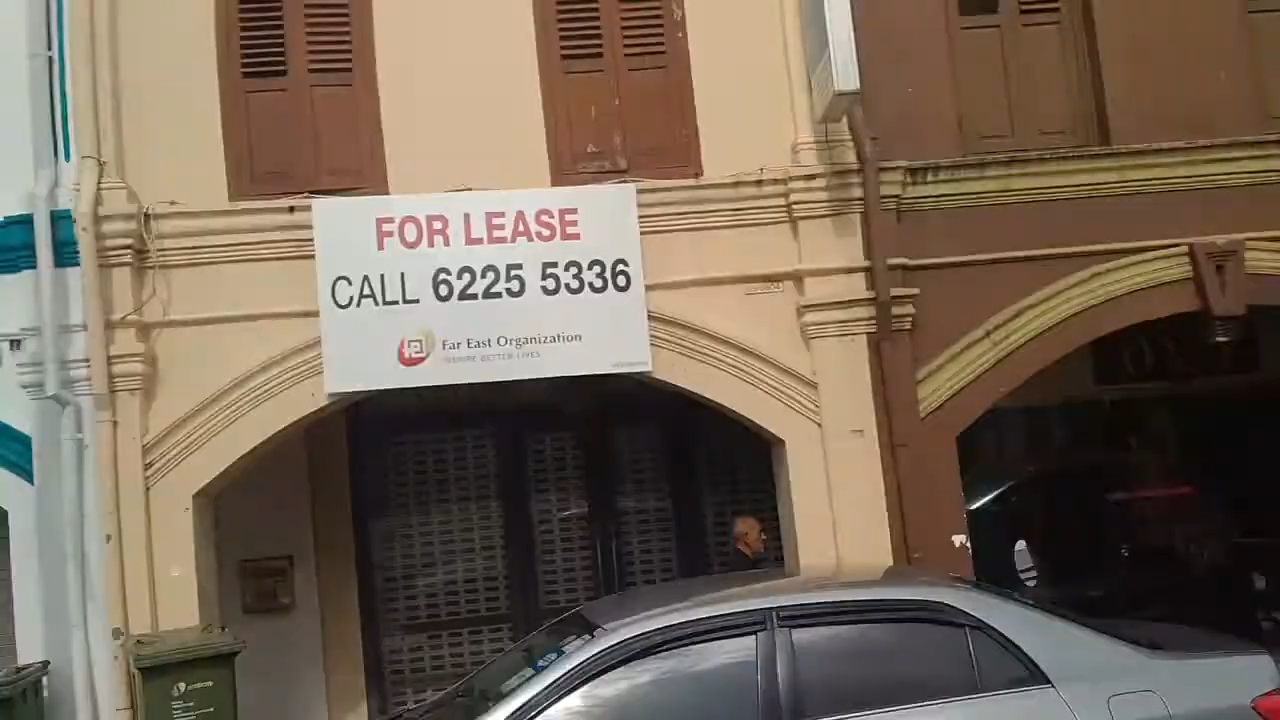 FOR LEASE
CALL 6225 5336
Far East Organization
INSPIRE BETTER LIVES